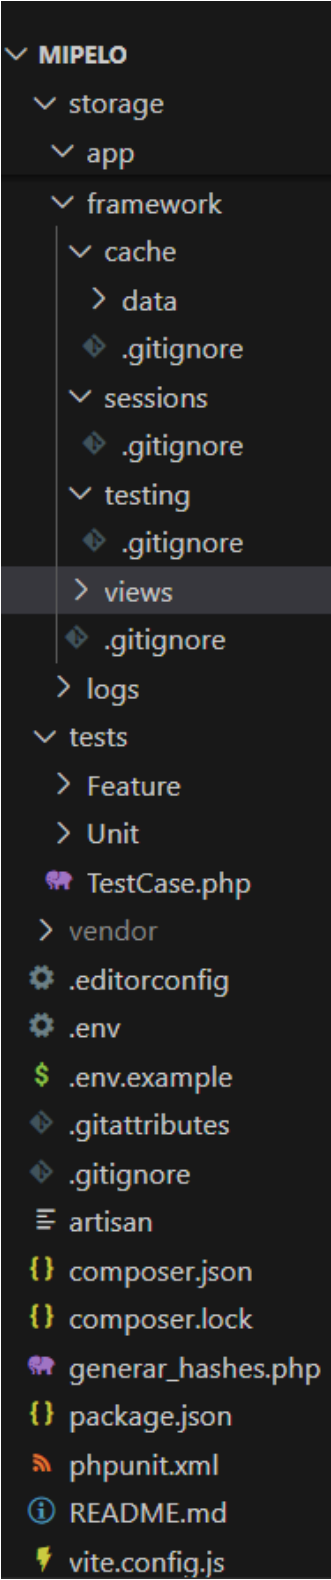 MIPELO
storage
app
framework
cache
data
.gitignore
sessions
.gitignore
testing
.gitignore
views
.gitignore
logs
tests
Feature
Unit
TestCase.php
vendor
.editorconfig
.env
$ .env.example
.gitattributes
.gitignore
artisan
{} composer.json
{} composer.lock
generar_hashes.php
{} package.json
phpunit.xml
README.md
vite.config.js